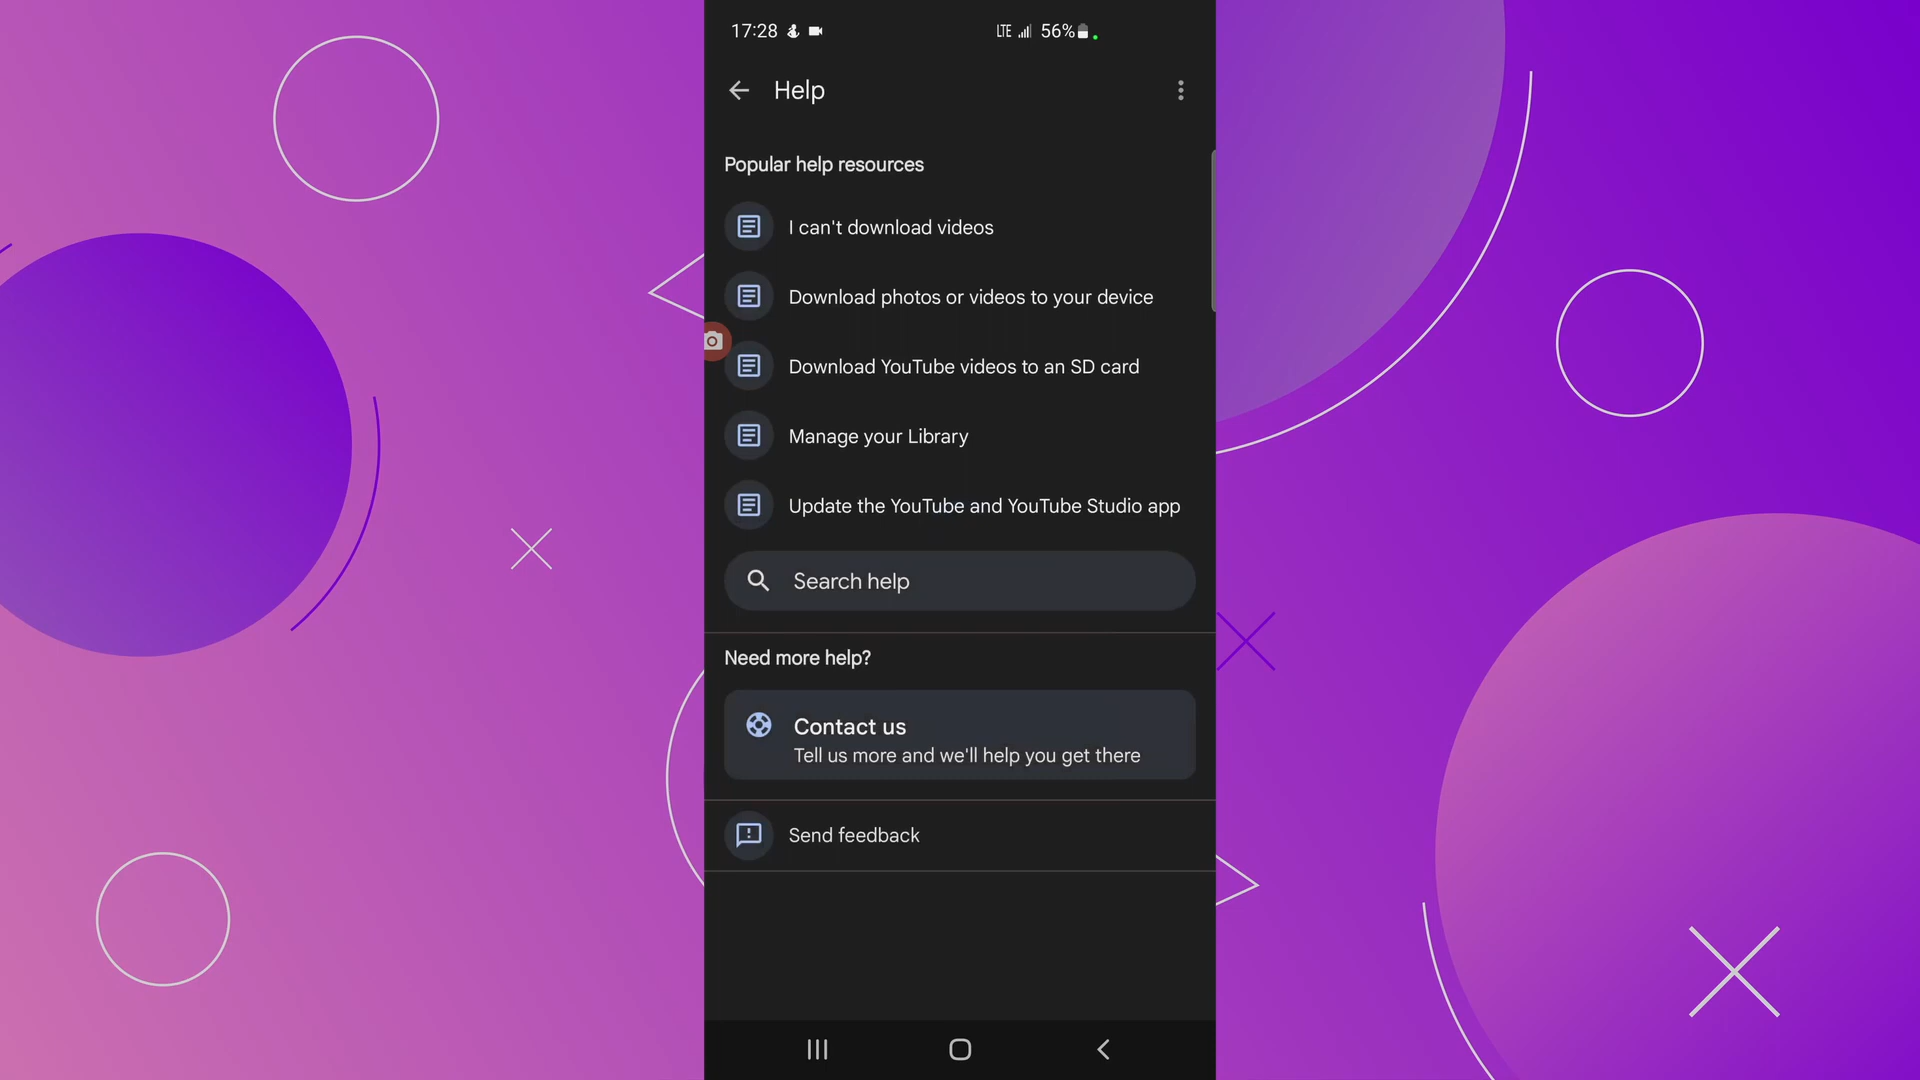 17:28 LTE 56%
Help
Popular help resources
I can't download videos
Download photos or videos to your device
Download YouTube videos to an SD card
Manage your Library
Update the YouTube and YouTube Studio app
Search help
Need more help?
Contact us
Tell us more and we'll help you get there
Send feedback